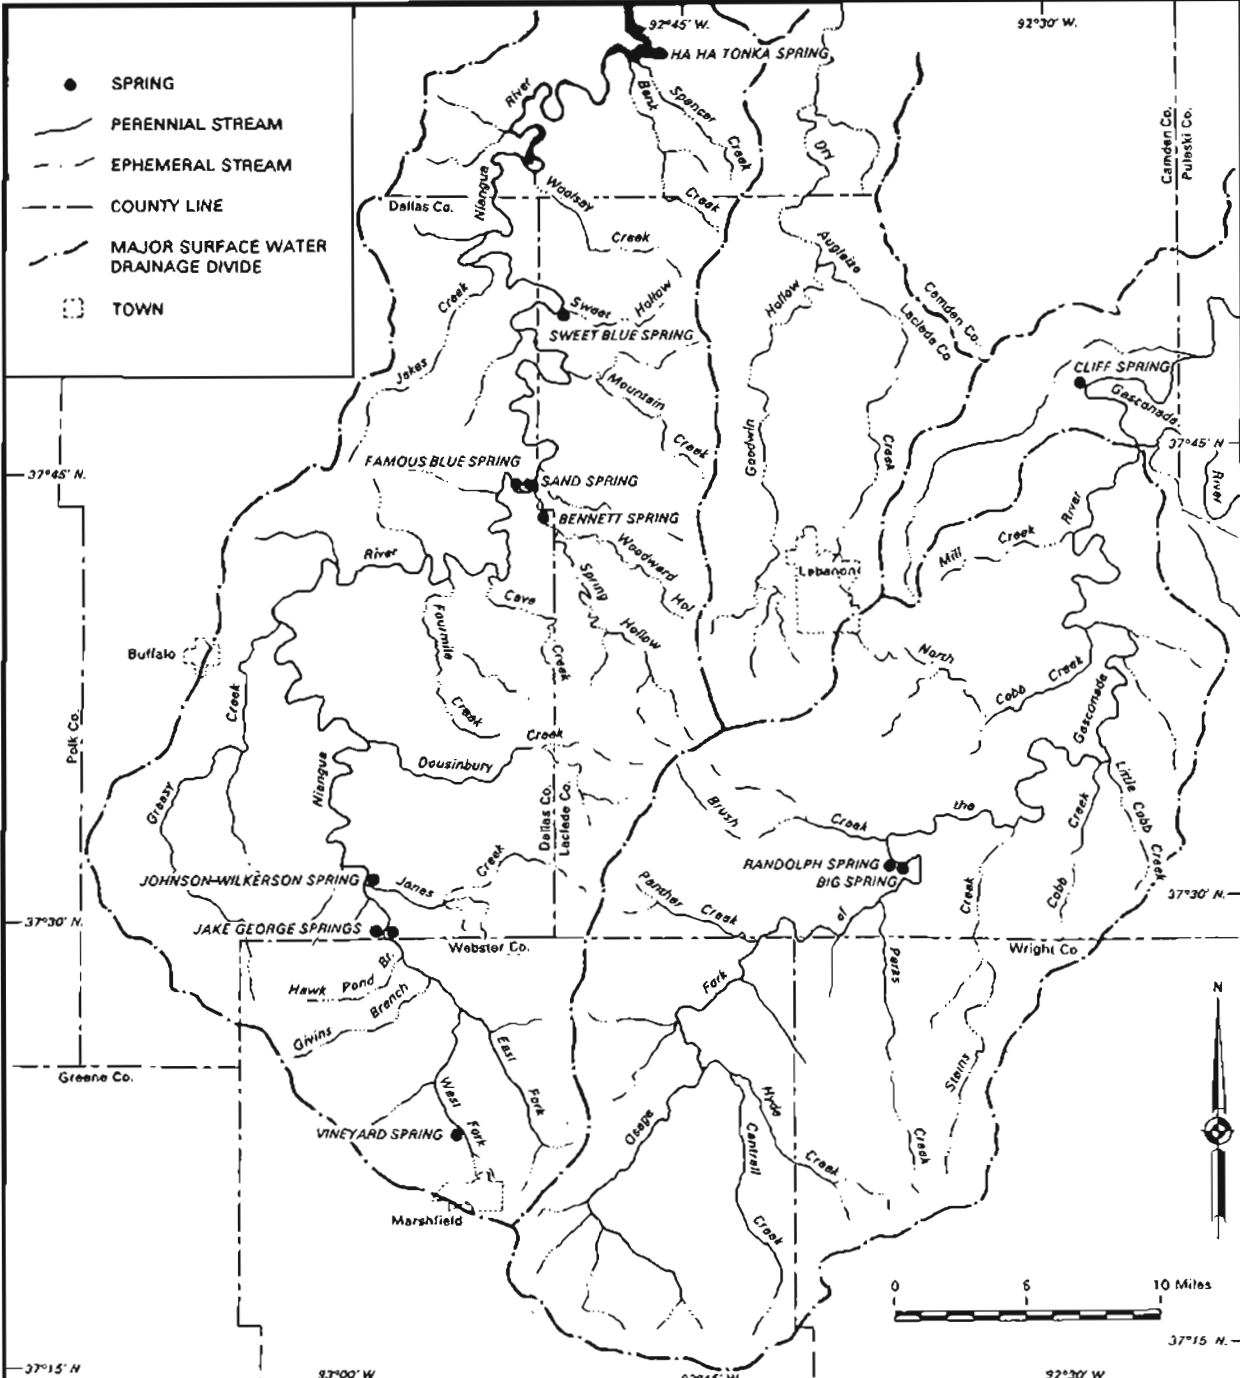 92°45' W.
92°30' W.
HA HA TONKA SPRING
SPRING
PERENNIAL STREAM
EPHEMERAL STREAM
COUNTY LINE
MAJOR SURFACE WATER
DRAINAGE DIVIDE
TOWN
River
Niangua
Bank
Spencer
Creek
Creek
Dry
Auglaize
Camden Co.
Pulaski Co.
Dallas Co.
Woolsey
Creek
Sweet
Hollow
SWEET BLUE SPRING
Hollow
Goodwin
Camden Co.
Laclede Co
Creek
Jakes
Creek
Mountain
Creek
CLIFF SPRING
Gasconade
37°45' N
River
37°45' N.
FAMOUS BLUE SPRING
SAND SPRING
BENNETT SPRING
Woodward
Hol
Spring
Hollow
Lebanon
Mill
Creek
River
River
Cave
Creek
Fourmile
Creek
North
Cobb
Creek
Gasconade
Buffalo
Polk Co.
Creek
Greasy
Niangua
Dousinbury
Creek
Dallas Co.
Laclede Co.
Brush
Creek
the
Little Cobb
Creek
Cobb
Creek
RANDOLPH SPRING
BIG SPRING
JOHNSON-WILKERSON SPRING
Jones
Creek
Panther
Creek
of
Creek
Steins
37°30' N.
37°30' N.
JAKE GEORGE SPRINGS
Webster Co.
Wright Co
Hawk
Pond
Br.
Givins
Branch
Fork
Parks
Creek
N
Greene Co.
East
Fork
West
Fork
VINEYARD SPRING
Marshfield
Osage
Hyde
Creek
Cantrell
Creek
0
5
10 Miles
37°15' N.
37°15' N
93°00' W
92°45' W.
92°30' W